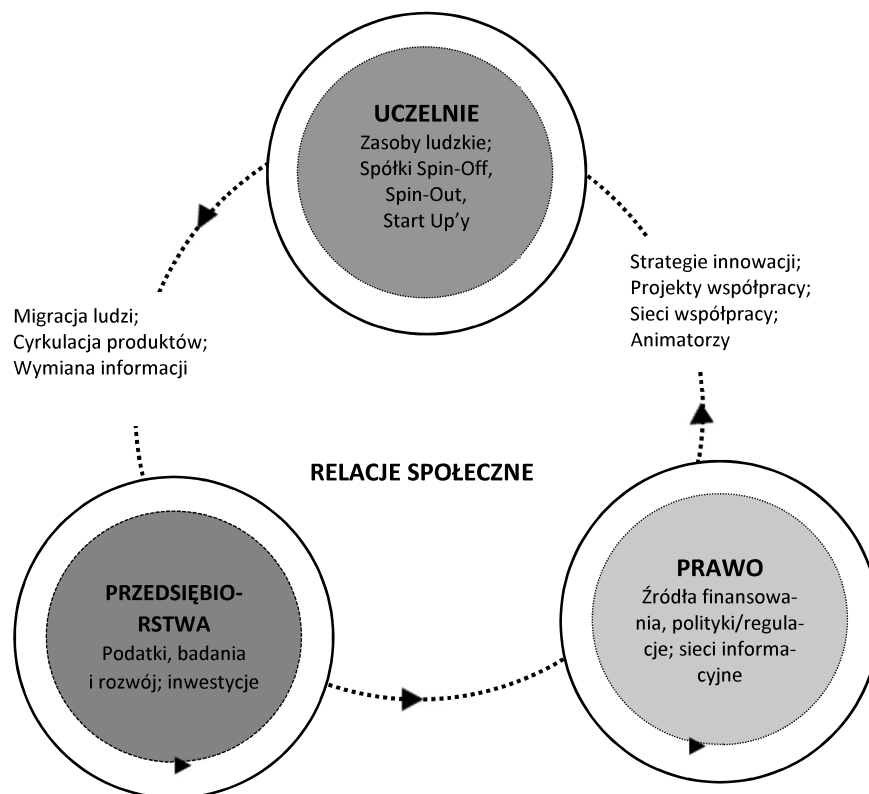 UCZELNIE
Zasoby ludzkie;
Spółki Spin-Off,
Spin-Out,
Start Up’y
Strategie innowacji;
Projekty współpracy;
Sieci współpracy;
Animatorzy
Migracja ludzi;
Cyrkulacja produktów;
Wymiana informacji
RELACJE SPOŁECZNE
PRZEDSIĘBIO-
RSTWA
Podatki, badania
i rozwój; inwestycje
PRAWO
Źródła finansowa-
nia, polityki/regula-
cje; sieci informa-
cyjne